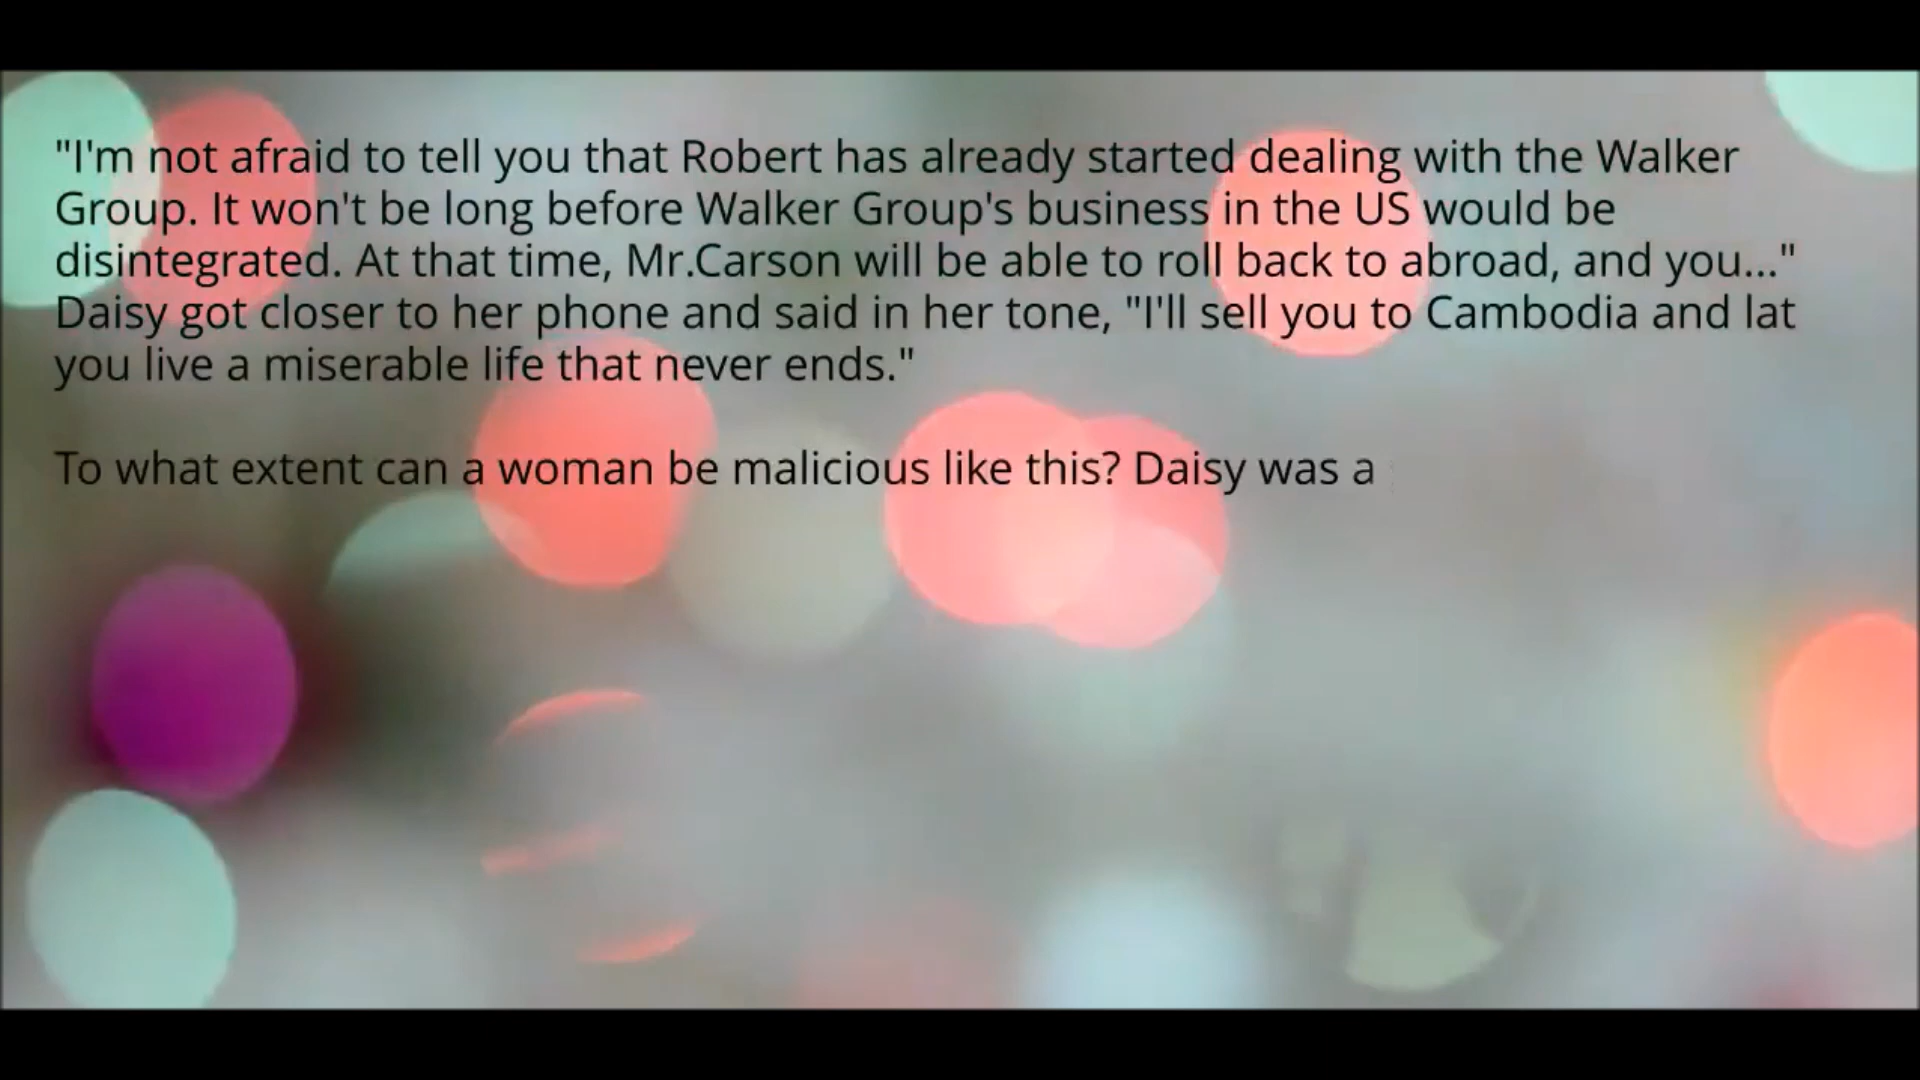 "I'm not afraid to tell you that Robert has already started dealing with the Walker
Group. It won't be long before Walker Group's business in the US would be
disintegrated. At that time, Mr.Carson will be able to roll back to abroad, and you..."
Daisy got closer to her phone and said in her tone, "I'll sell you to Cambodia and lat
you live a miserable life that never ends."
To what extent can a woman be malicious like this? Daisy was a